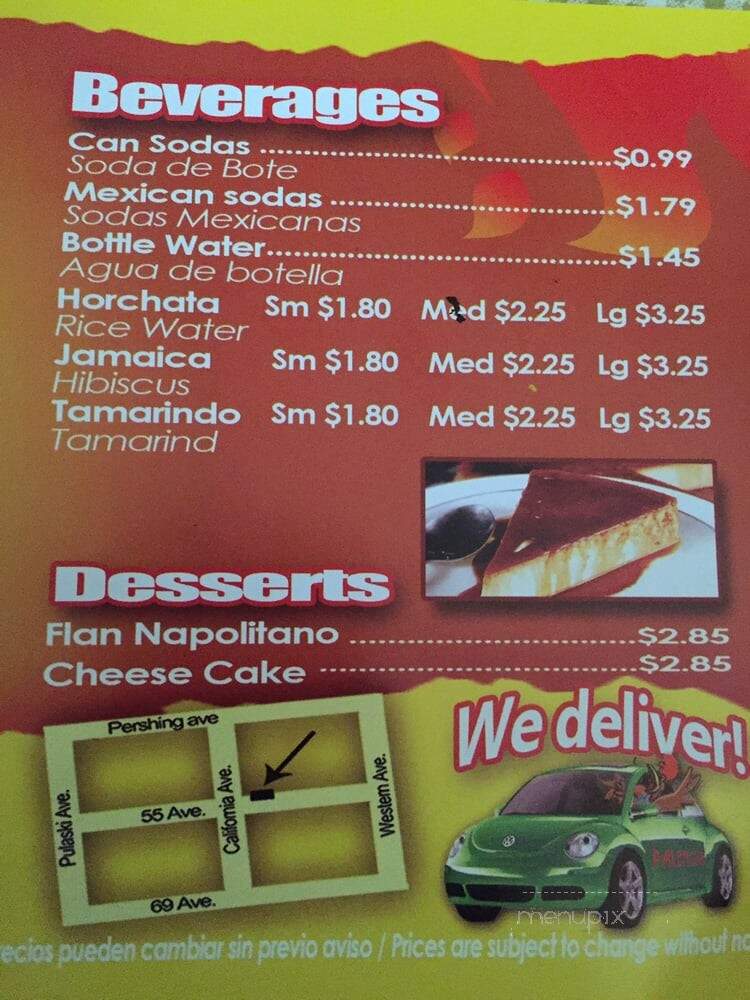 Beverages
Can Sodas ........................................$0.99
Soda de Bote
Mexican sodas ................................$1.79
Sodas Mexicanas
Bottle Water........................................$1.45
Agua de botella
Horchata Sm $1.80 Med $2.25 Lg $3.25
Rice Water
Jamaica Sm $1.80 Med $2.25 Lg $3.25
Hibiscus
Tamarindo Sm $1.80 Med $2.25 Lg $3.25
Tamarind
Desserts
Flan Napolitano ................................$2.85
Cheese Cake ...................................$2.85
We deliver!
Pershing ave
Pulaski Ave.
California Ave.
Western Ave.
55 Ave.
69 Ave.
menupix
recios pueden cambiar sin previo aviso / Prices are subject to change without no